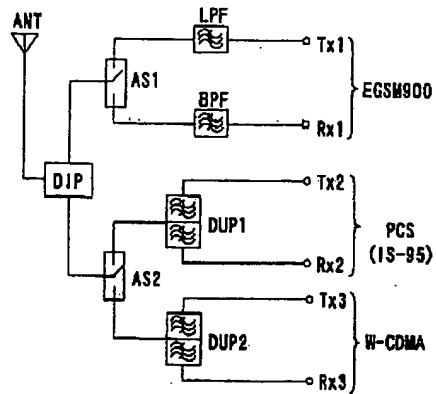 ANT
LPF
Tx1
AS1
EGSM900
BPF
Rx1
DIP
Tx2
DUP1
PCS
(IS-95)
Rx2
AS2
Tx3
DUP2
W-CDMA
Rx3